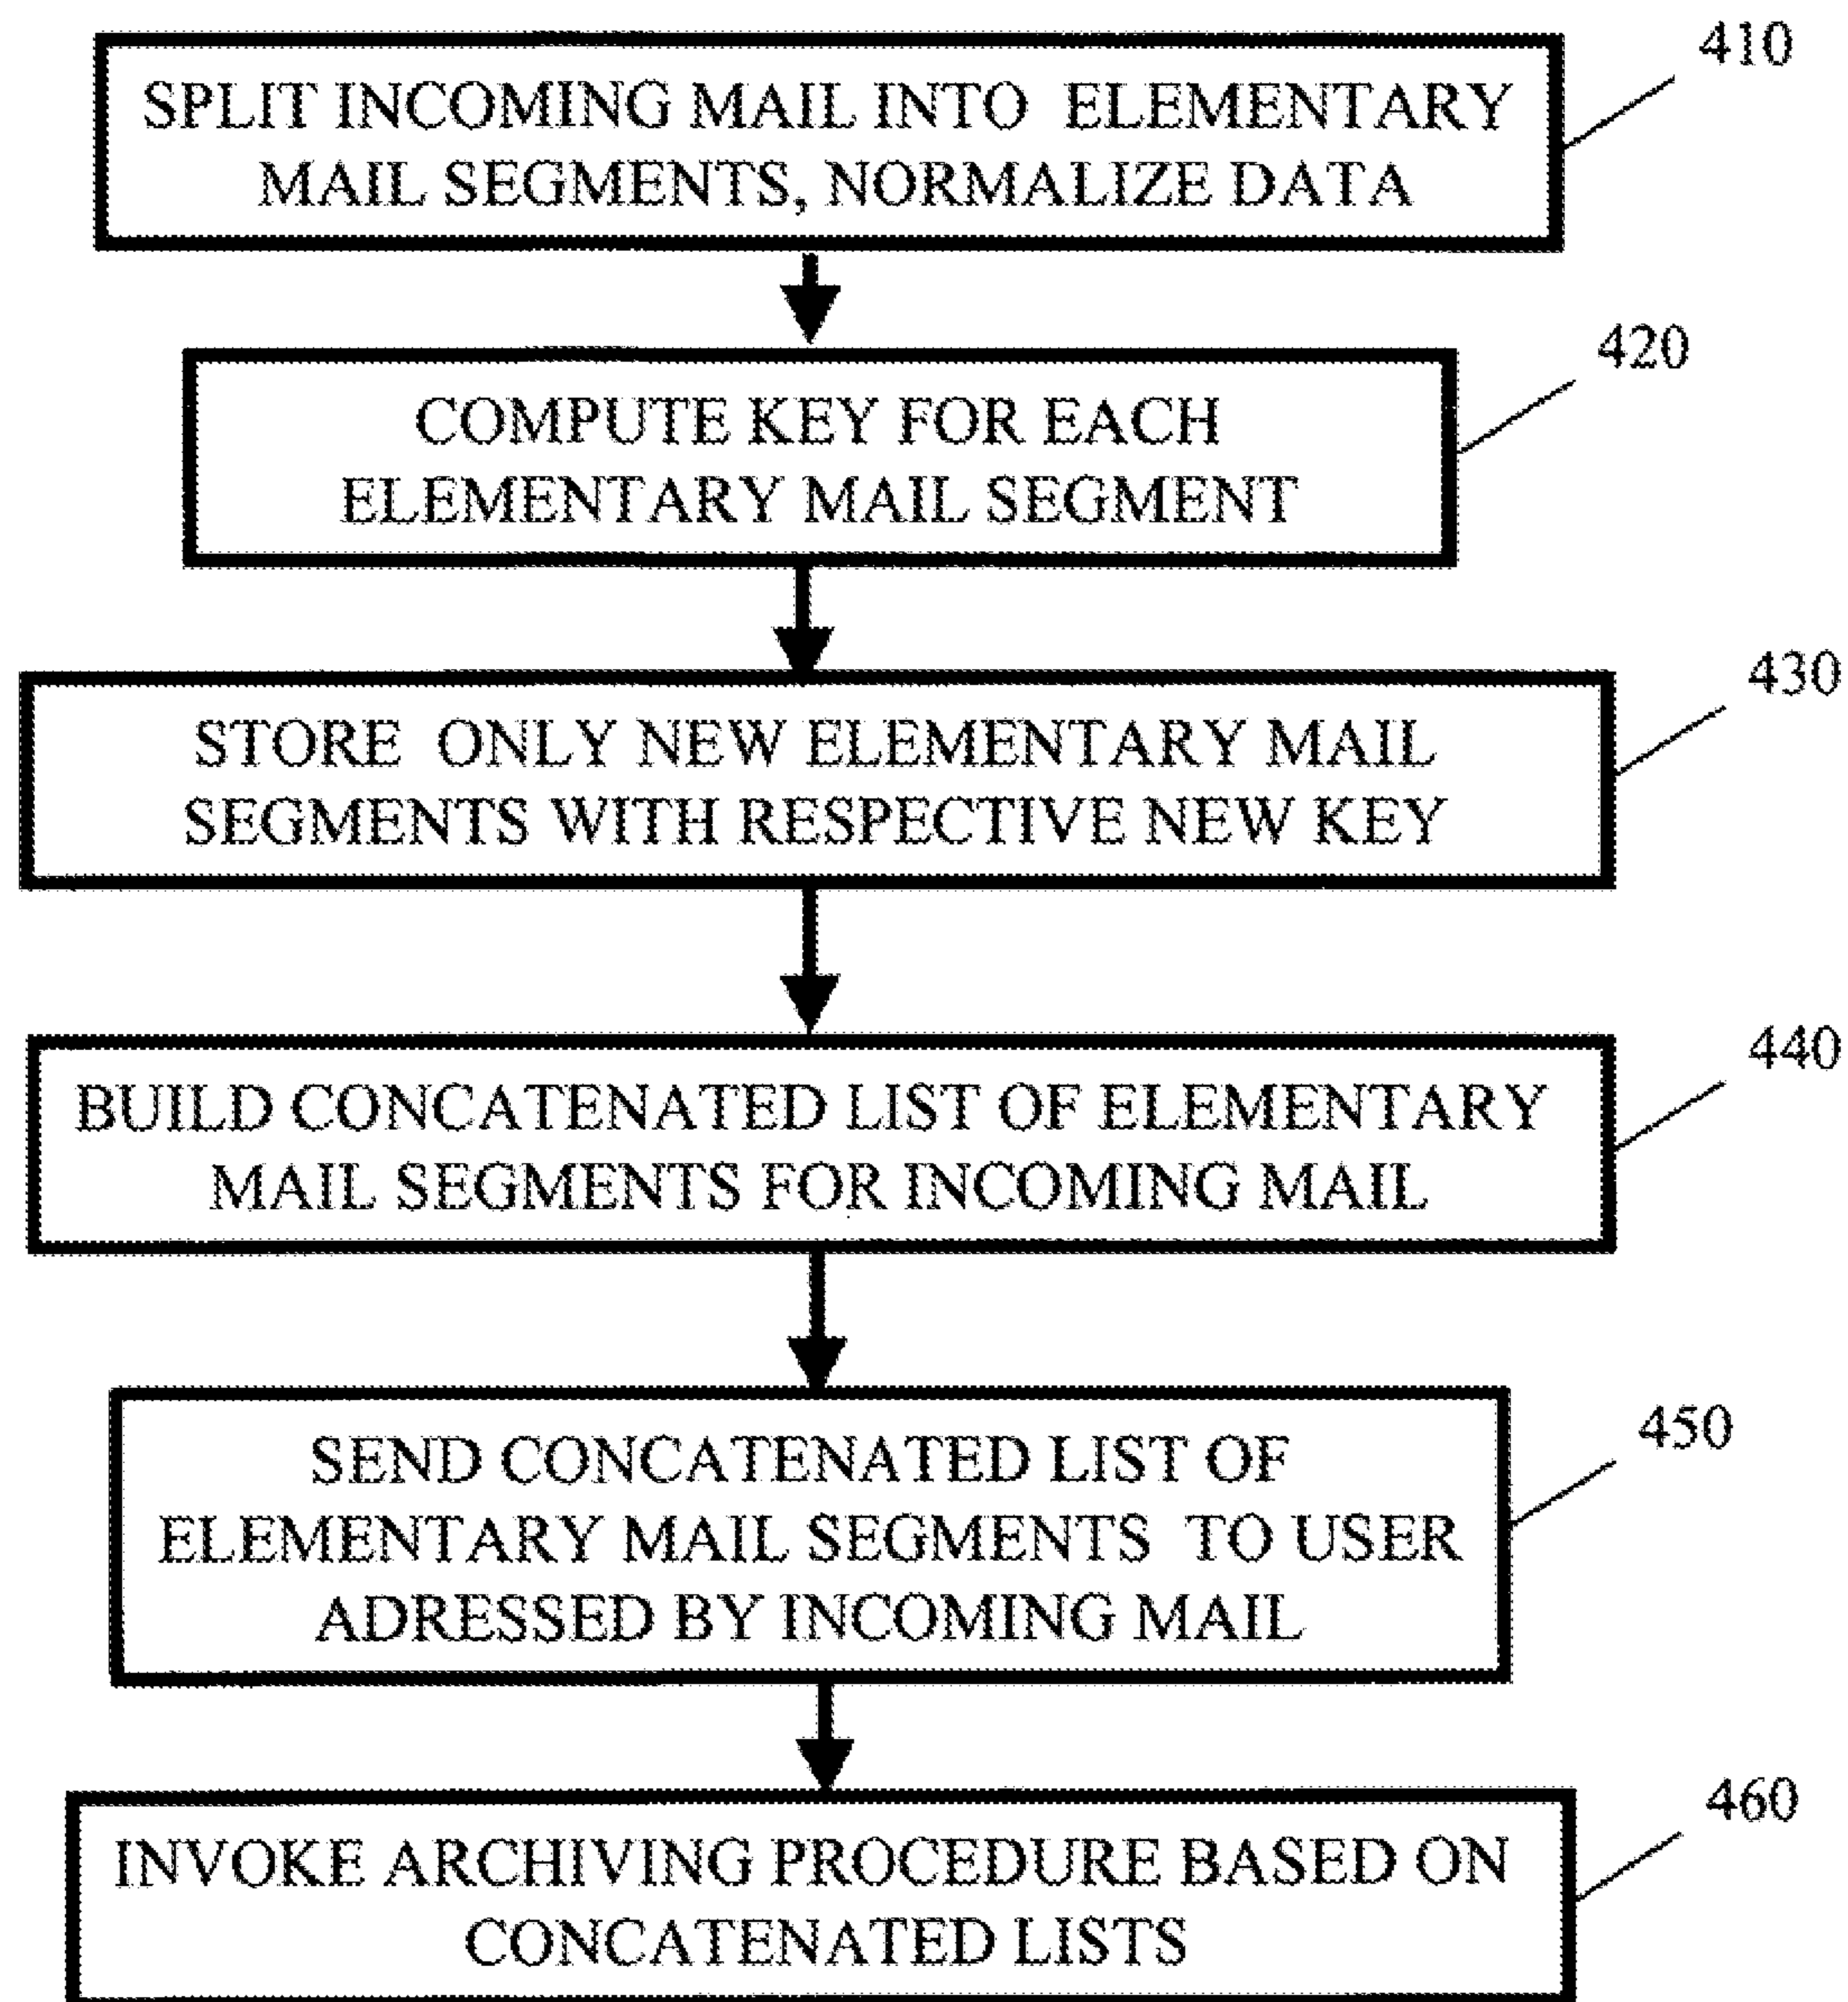 410
SPLIT INCOMING MAIL INTO ELEMENTARY
MAIL SEGMENTS, NORMALIZE DATA
420
COMPUTE KEY FOR EACH
ELEMENTARY MAIL SEGMENT
430
STORE ONLY NEW ELEMENTARY MAIL
SEGMENTS WITH RESPECTIVE NEW KEY
440
BUILD CONCATENATED LIST OF ELEMENTARY
MAIL SEGMENTS FOR INCOMING MAIL
450
SEND CONCATENATED LIST OF
ELEMENTARY MAIL SEGMENTS TO USER
ADRESSED BY INCOMING MAIL
460
INVOKE ARCHIVING PROCEDURE BASED ON
CONCATENATED LISTS